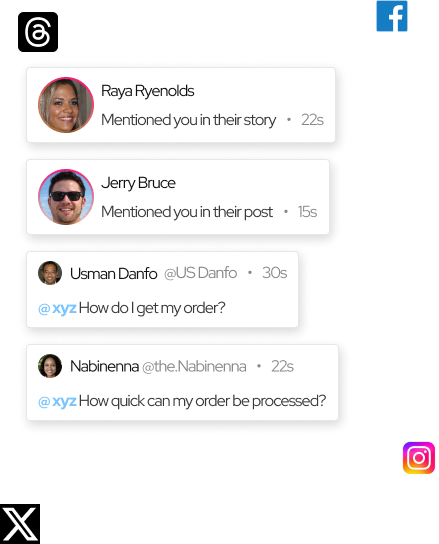 Raya Ryenolds
Mentioned you in their story • 22s
Jerry Bruce
Mentioned you in their post • 15s
Usman Danfo @US Danfo • 30s
@xyz How do I get my order?
Nabinenna @the.Nabinenna • 22s
@xyz How quick can my order be processed?